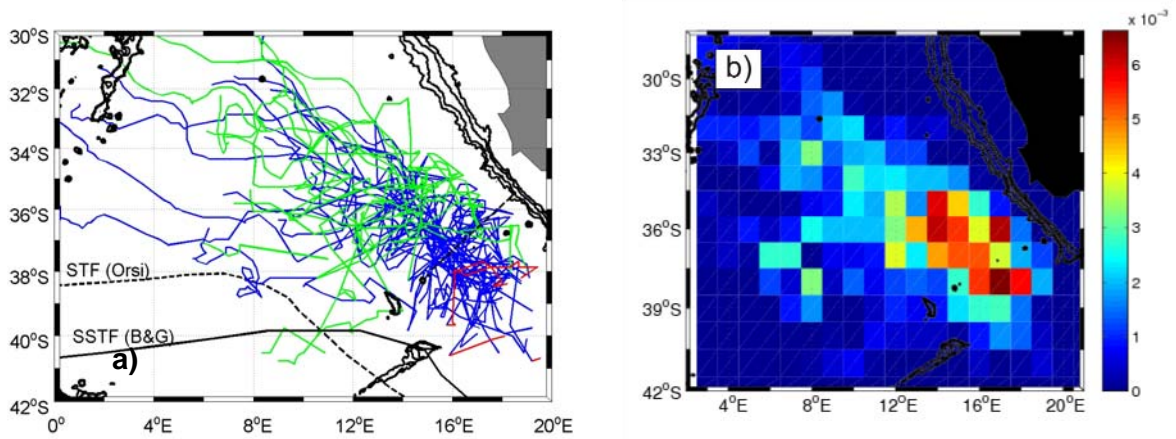 30°S
32°S
34°S
36°S
38°S
40°S
42°S
STF (Orsi)
SSTF (B&G)
a)
0° 4°E 8°E 12°E 16°E 20°E
b)
30°S
33°S
36°S
39°S
42°S
4°E 8°E 12°E 16°E 20°E
x 10⁻³
6
5
4
3
2
1
0